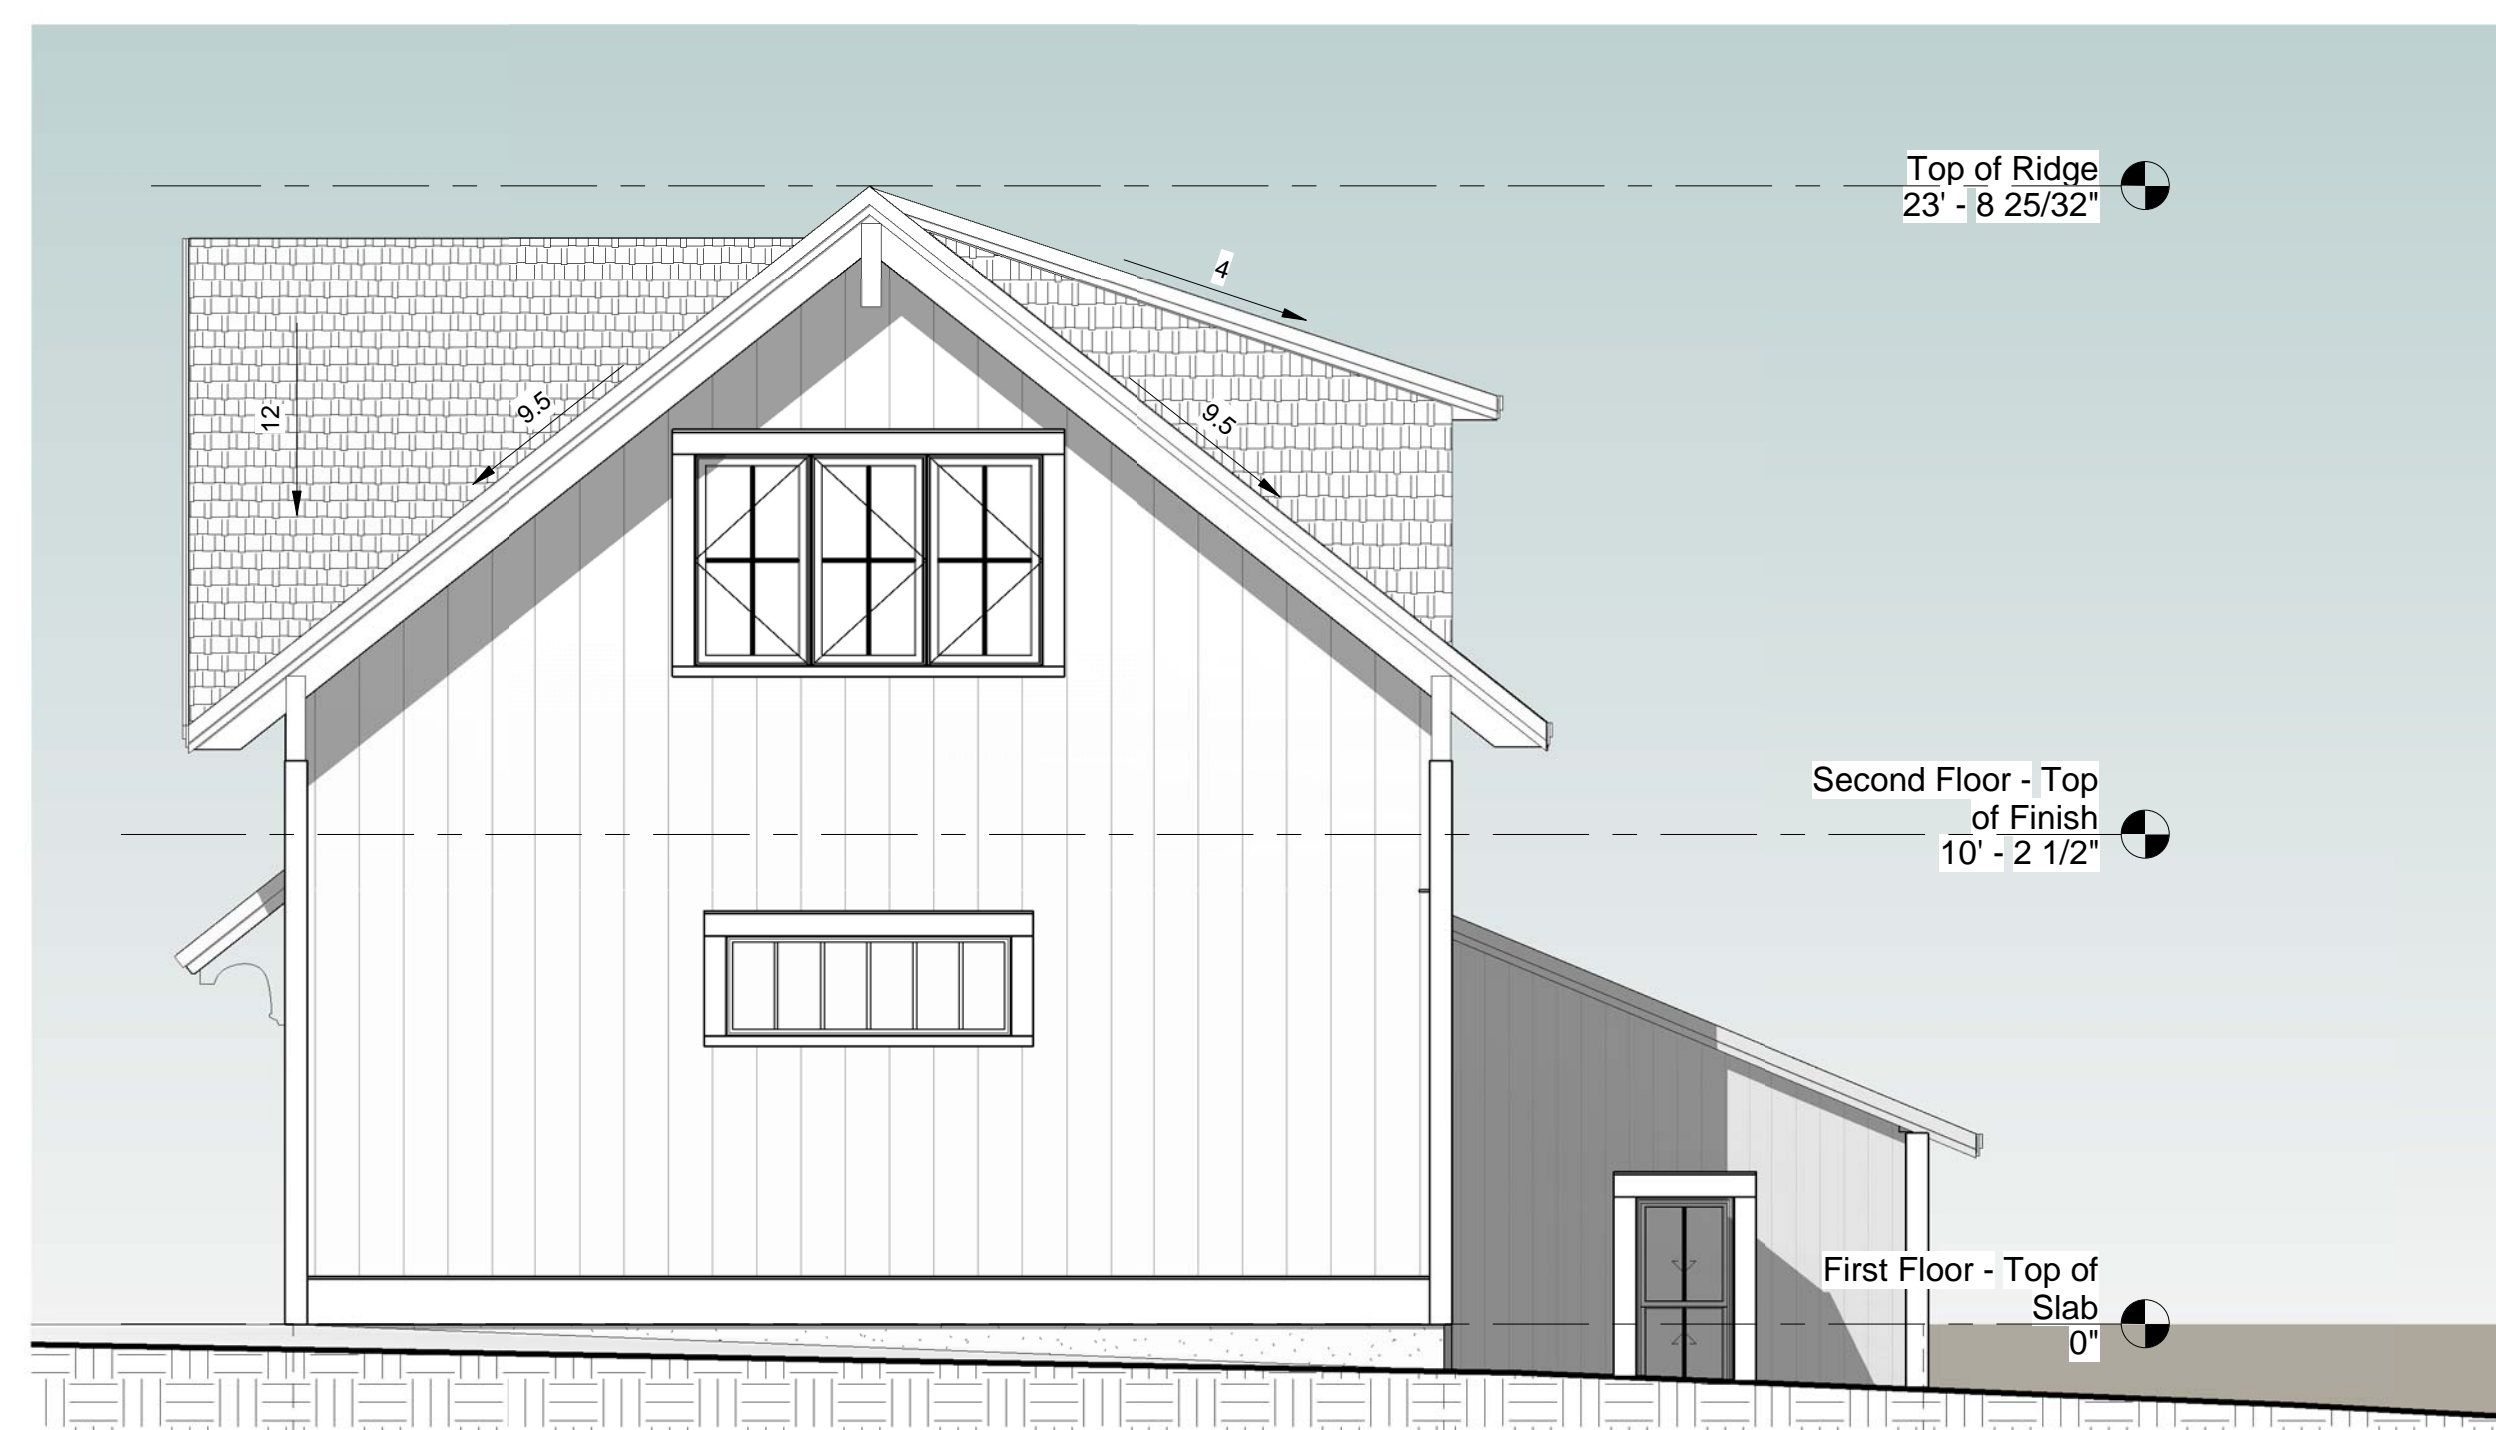 Top of Ridge
23' - 8 25/32"
4
12
9.5
9.5
Second Floor - Top
of Finish
10' - 2 1/2"
First Floor - Top of
Slab
0"